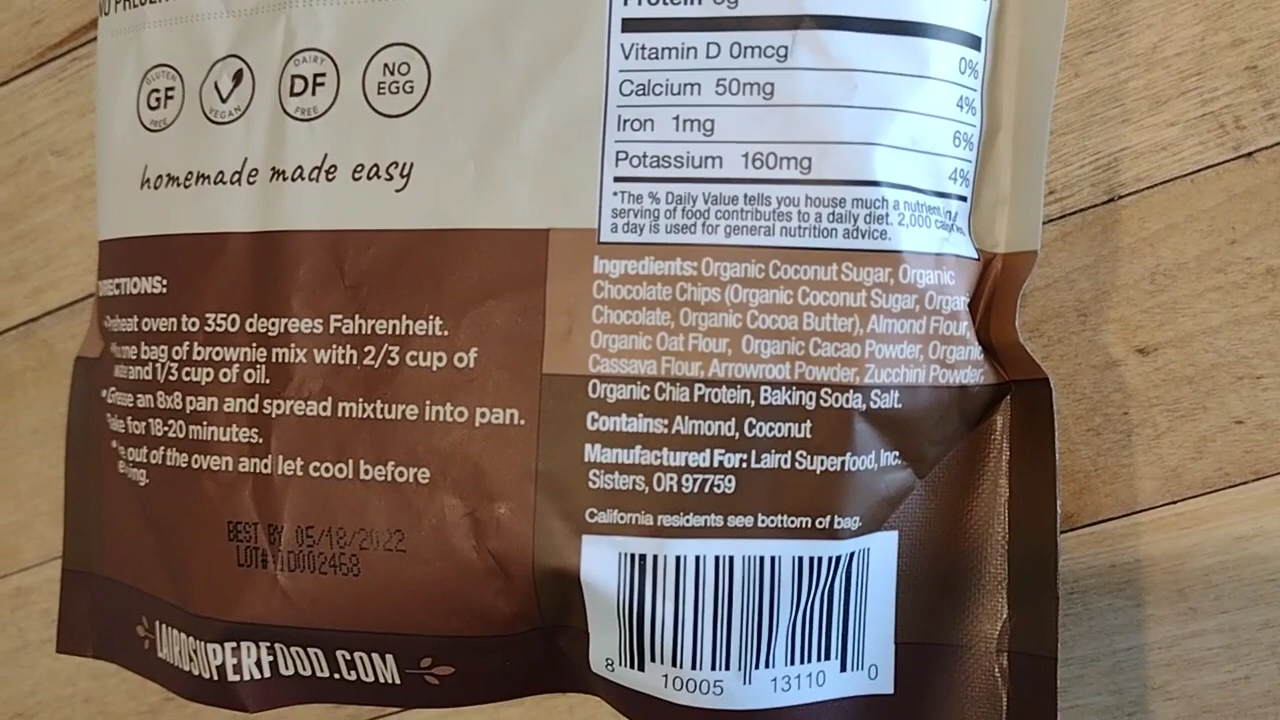 NO
GLUTEN
GF
FREE
VEGAN
DAIRY
DF
FREE
NO
EGG
homemade made easy
DIRECTIONS:
oven to 350 degrees Fahrenheit.
bag of brownie mix with 2/3 cup of
and 1/3 cup of oil.
an 8x8 pan and spread mixture into pan.
for 18-20 minutes.
out of the oven and let cool before
BEST BY 05/18/2022
LOT# 1D002468
LAIRDSUPERFOOD.COM
Protein
Vitamin D 0mcg 0%
Calcium 50mg 4%
Iron 1mg 6%
Potassium 160mg 4%
*The % Daily Value tells you house much a nutrient in a
serving of food contributes to a daily diet. 2,000
a day is used for general nutrition advice.
Ingredients: Organic Coconut Sugar, Organic
Chocolate Chips (Organic Coconut Sugar, Organic
Chocolate, Organic Cocoa Butter), Almond Flour,
Organic Oat Flour, Organic Cacao Powder, Organic
Cassava Flour, Arrowroot Powder, Zucchini Powder,
Organic Chia Protein, Baking Soda, Salt.
Contains: Almond, Coconut
Manufactured For: Laird Superfood, Inc.
Sisters, OR 97759
California residents see bottom of bag.
8 10005 13110 0